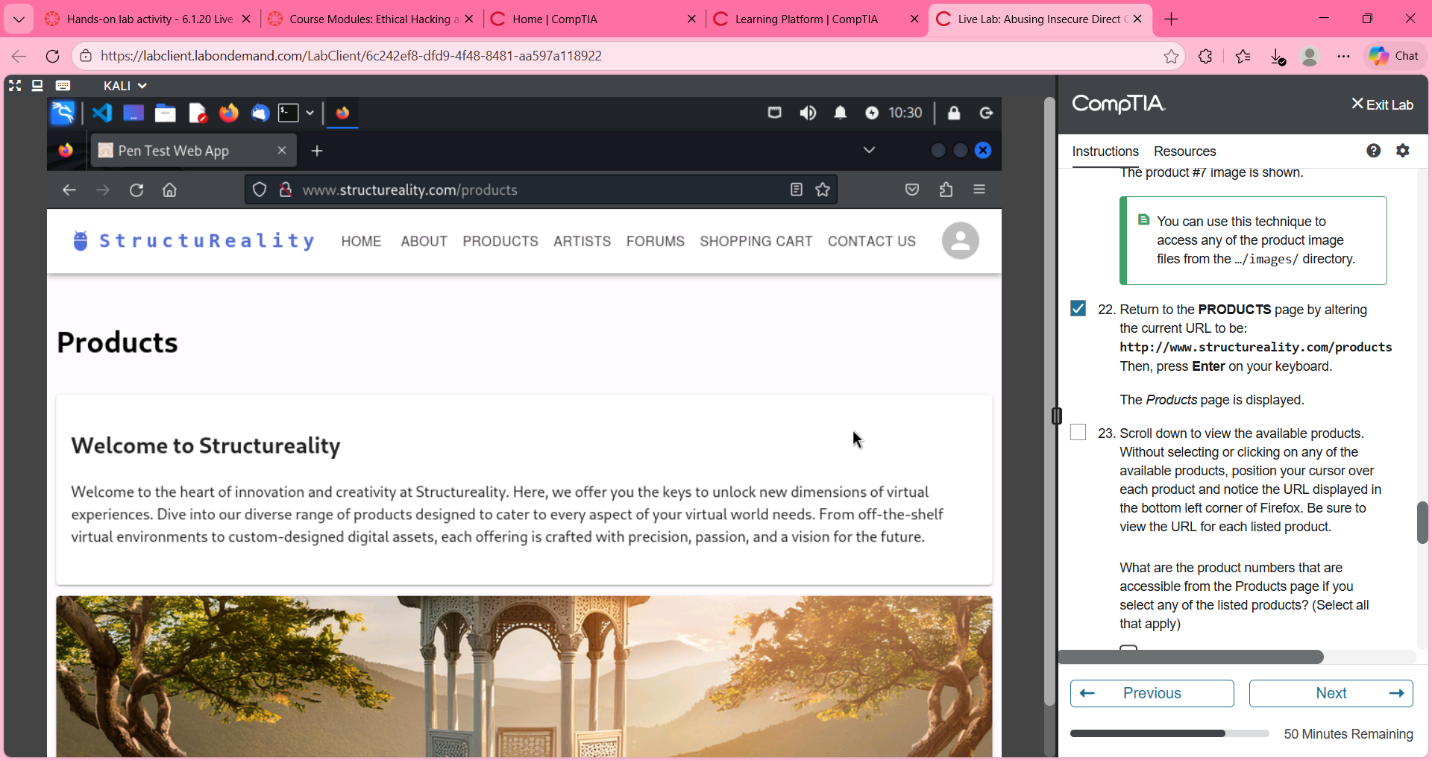 Hands-on lab activity - 6.1.20 Live
Course Modules: Ethical Hacking a
Home | CompTIA
Learning Platform | CompTIA
Live Lab: Abusing Insecure Direct
https://labclient.labondemand.com/LabClient/6c242ef8-dfd9-4f48-8481-aa597a118922
Chat
KALI
10:30
Pen Test Web App
www.structureality.com/products
StructuReality
HOME ABOUT PRODUCTS ARTISTS FORUMS SHOPPING CART CONTACT US
Products
Welcome to Structureality
Welcome to the heart of innovation and creativity at Structureality. Here, we offer you the keys to unlock new dimensions of virtual
experiences. Dive into our diverse range of products designed to cater to every aspect of your virtual world needs. From off-the-shelf
virtual environments to custom-designed digital assets, each offering is crafted with precision, passion, and a vision for the future.
CompTIA.
Exit Lab
Instructions Resources
The product #7 image is shown.
You can use this technique to
access any of the product image
files from the …/images/ directory.
22. Return to the PRODUCTS page by altering
the current URL to be:
http://www.structureality.com/products
Then, press Enter on your keyboard.
The Products page is displayed.
23. Scroll down to view the available products.
Without selecting or clicking on any of the
available products, position your cursor over
each product and notice the URL displayed in
the bottom left corner of Firefox. Be sure to
view the URL for each listed product.
What are the product numbers that are
accessible from the Products page if you
select any of the listed products? (Select all
that apply)
Previous
Next
50 Minutes Remaining